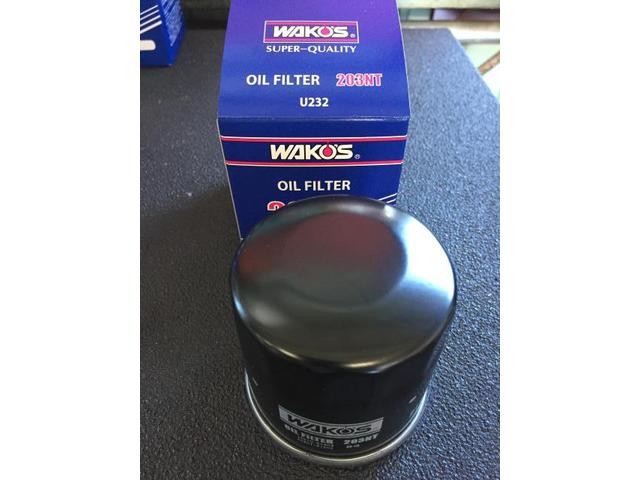 WAKO'S®
SUPER-QUALITY
OIL FILTER 203NT
U232
WAKO'S®
OIL FILTER
WAKO'S
OIL FILTER 203NT